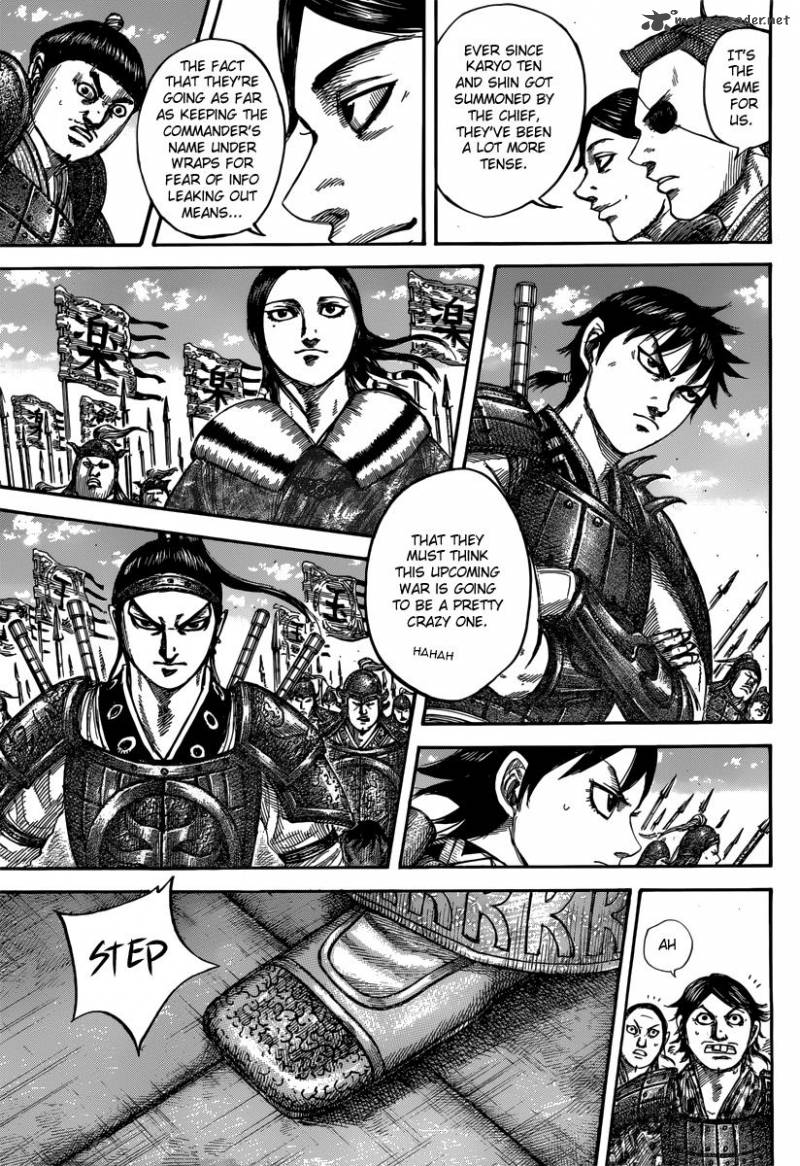 IT'S
THE
SAME
FOR
US.
EVER SINCE
KARYO TEN
AND SHIN GOT
SUMMONED BY
THE CHIEF,
THEY'VE BEEN
A LOT MORE
TENSE.
THE FACT
THAT THEY'RE
GOING AS FAR
AS KEEPING THE
COMMANDER'S
NAME UNDER
WRAPS FOR
FEAR OF INFO
LEAKING OUT
MEANS...
楽
楽
楽
楽
THAT THEY
MUST THINK
THIS UPCOMING
WAR IS GOING
TO BE A PRETTY
CRAZY ONE.
HAHAH
王
王
AH
STEP